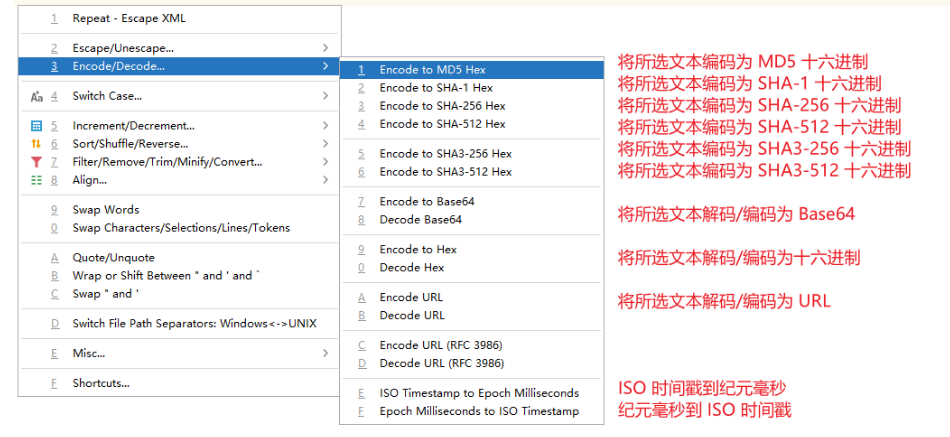 1 Repeat - Escape XML
2 Escape/Unescape...
3 Encode/Decode...
4 Switch Case...
5 Increment/Decrement...
6 Sort/Shuffle/Reverse...
7 Filter/Remove/Trim/Minify/Convert...
8 Align...
9 Swap Words
0 Swap Characters/Selections/Lines/Tokens
A Quote/Unquote
B Wrap or Shift Between " and ' and `
C Swap " and '
D Switch File Path Separators: Windows<->UNIX
E Misc...
F Shortcuts...
1 Encode to MD5 Hex
2 Encode to SHA-1 Hex
3 Encode to SHA-256 Hex
4 Encode to SHA-512 Hex
5 Encode to SHA3-256 Hex
6 Encode to SHA3-512 Hex
7 Encode to Base64
8 Decode Base64
9 Encode to Hex
0 Decode Hex
A Encode URL
B Decode URL
C Encode URL (RFC 3986)
D Decode URL (RFC 3986)
E ISO Timestamp to Epoch Milliseconds
F Epoch Milliseconds to ISO Timestamp
将所选文本编码为 MD5 十六进制
将所选文本编码为 SHA-1 十六进制
将所选文本编码为 SHA-256 十六进制
将所选文本编码为 SHA-512 十六进制
将所选文本编码为 SHA3-256 十六进制
将所选文本编码为 SHA3-512 十六进制
将所选文本解码/编码为 Base64
将所选文本解码/编码为十六进制
将所选文本解码/编码为 URL
ISO 时间戳到纪元毫秒
纪元毫秒到 ISO 时间戳